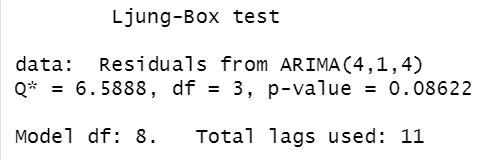 Ljung-Box test
data:  Residuals from ARIMA(4,1,4)
Q* = 6.5888, df = 3, p-value = 0.08622
Model df: 8.   Total lags used: 11